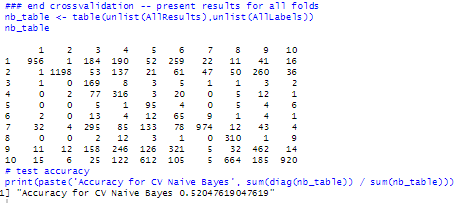 ### end crossvalidation -- present results for all folds
nb_table <- table(unlist(AllResults),unlist(AllLabels))
nb_table
1 2 3 4 5 6 7 8 9 10
1 956 1 184 190 52 259 22 11 41 16
2 1 1198 53 137 21 61 47 50 260 36
3 1 0 169 8 3 5 1 1 3 2
4 0 2 77 316 3 20 0 5 12 1
5 0 0 5 1 95 4 0 5 4 6
6 2 0 13 4 12 65 9 1 4 1
7 32 4 295 85 133 78 974 12 43 4
8 0 0 2 12 3 1 0 310 1 9
9 11 12 158 246 126 321 5 32 462 14
10 15 6 25 122 612 105 5 664 185 920
# test accuracy
print(paste('Accuracy for CV Naive Bayes', sum(diag(nb_table)) / sum(nb_table)))
1] "Accuracy for CV Naive Bayes 0.52047619047619"